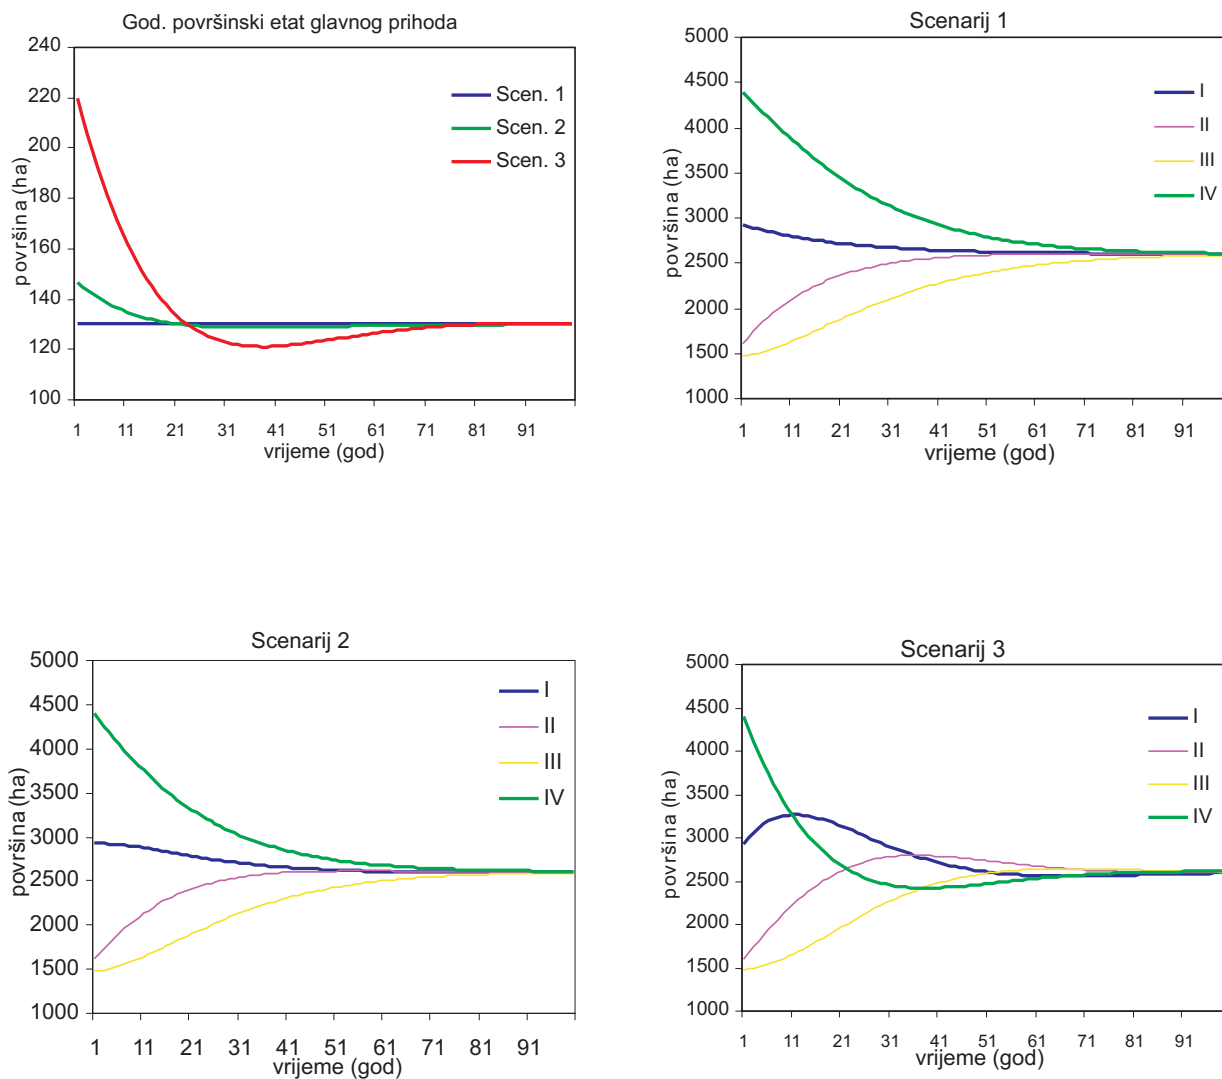 God. površinski etat glavnog prihoda
240
220
200
180
160
140
120
100
površina (ha)
Scen. 1
Scen. 2
Scen. 3
1 11 21 31 41 51 61 71 81 91
vrijeme (god)
Scenarij 1
5000
4500
4000
3500
3000
2500
2000
1500
1000
površina (ha)
I
II
III
IV
1 11 21 31 41 51 61 71 81 91
vrijeme (god)
Scenarij 2
5000
4500
4000
3500
3000
2500
2000
1500
1000
površina (ha)
I
II
III
IV
1 11 21 31 41 51 61 71 81 91
vrijeme (god)
Scenarij 3
5000
4500
4000
3500
3000
2500
2000
1500
1000
površina (ha)
I
II
III
IV
1 11 21 31 41 51 61 71 81 91
vrijeme (god)